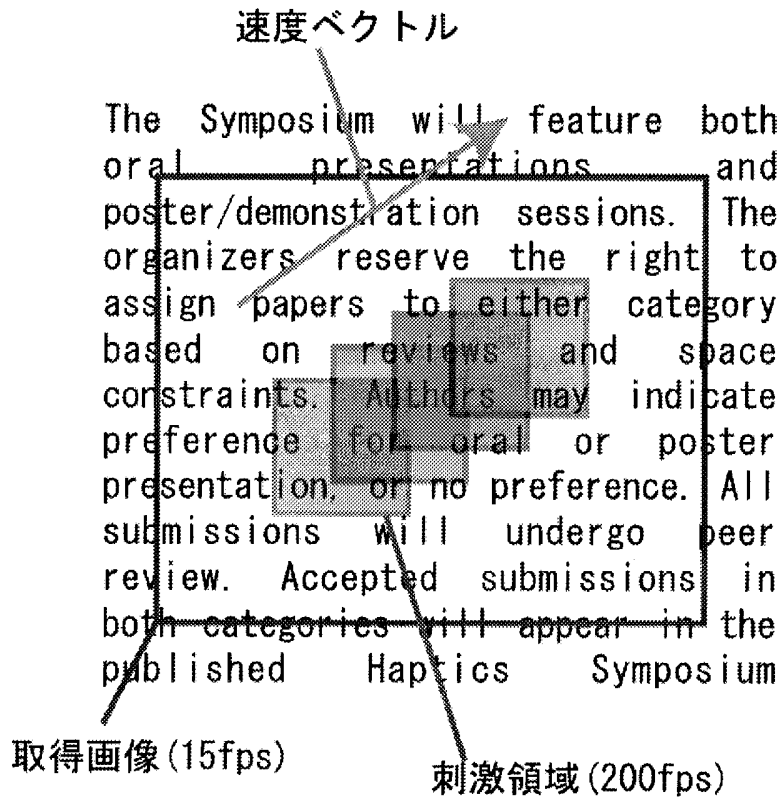 速度ベクトル
The Symposium will feature both
oral presentations and
poster/demonstration sessions. The
organizers reserve the right to
assign papers to either category
based on reviews and space
constraints. Authors may indicate
preference for oral or poster
presentation, or no preference. All
submissions will undergo peer
review. Accepted submissions in
both categories will appear in the
published Haptics Symposium
取得画像(15fps)
刺激領域(200fps)